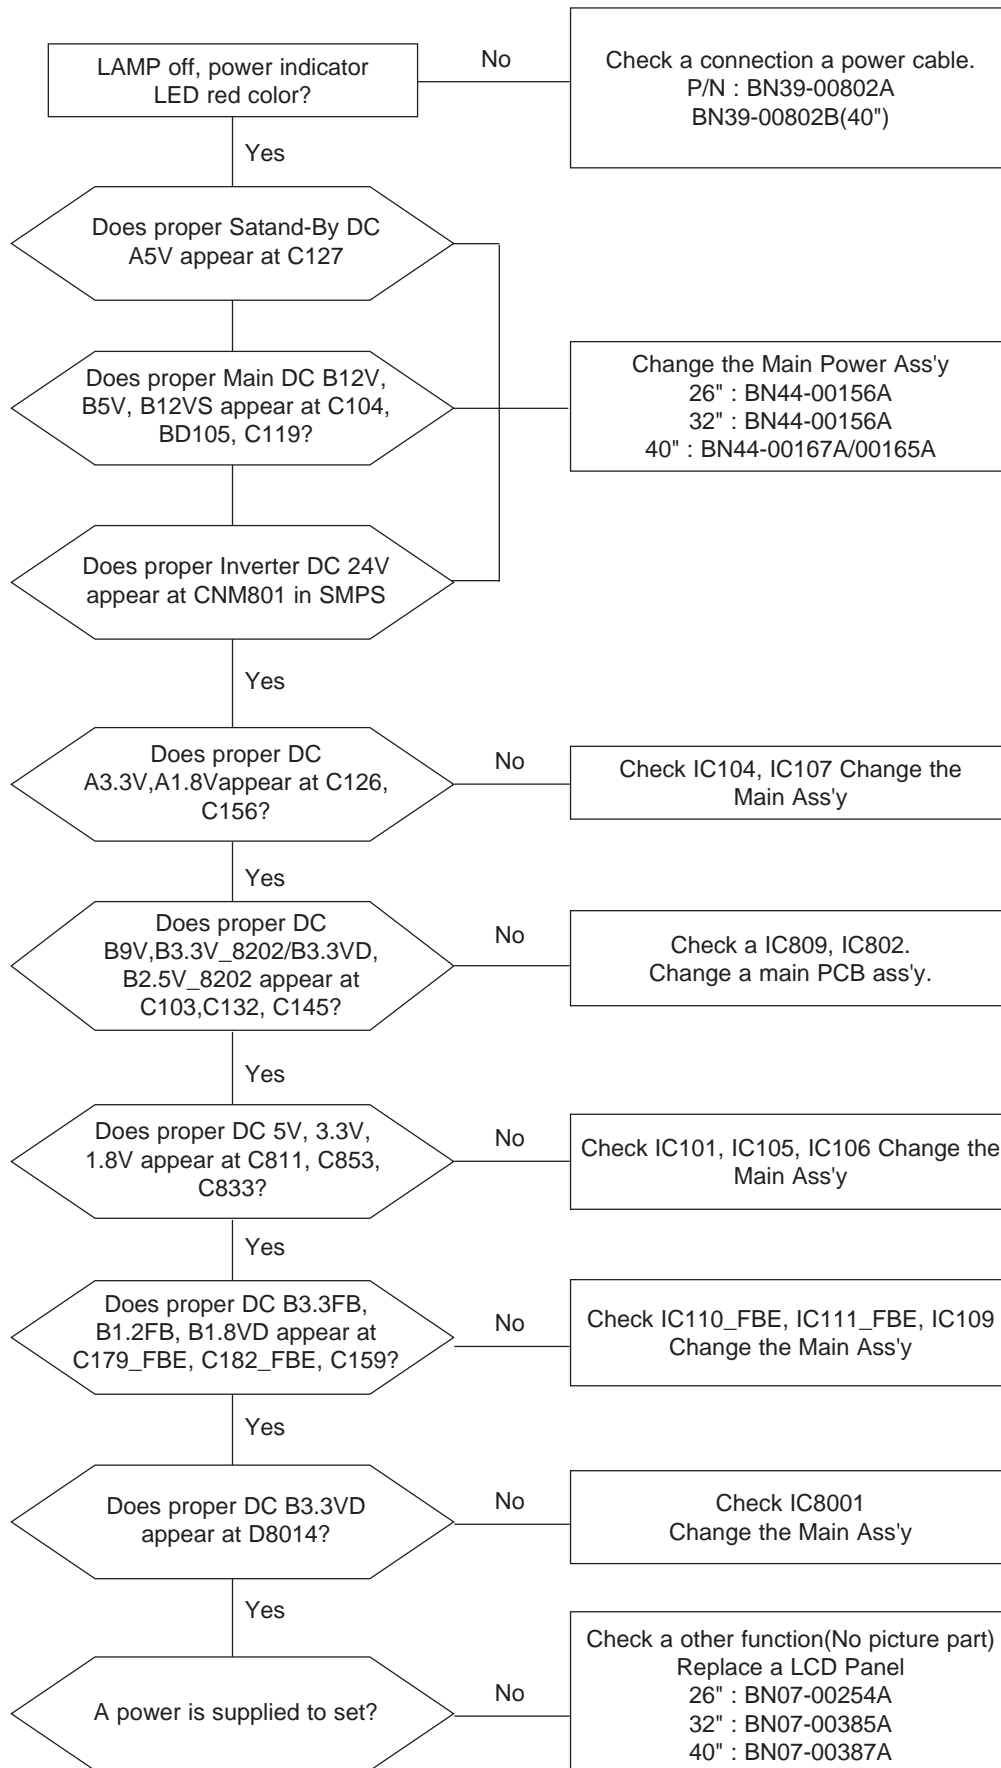 LAMP off, power indicator
LED red color?
No
Check a connection a power cable.
P/N : BN39-00802A
BN39-00802B(40")
Yes
Does proper Satand-By DC
A5V appear at C127
Does proper Main DC B12V,
B5V, B12VS appear at C104,
BD105, C119?
Change the Main Power Ass'y
26" : BN44-00156A
32" : BN44-00156A
40" : BN44-00167A/00165A
Does proper Inverter DC 24V
appear at CNM801 in SMPS
Yes
Does proper DC
A3.3V,A1.8Vappear at C126,
C156?
No
Check IC104, IC107 Change the
Main Ass'y
Yes
Does proper DC
B9V,B3.3V_8202/B3.3VD,
B2.5V_8202 appear at
C103,C132, C145?
No
Check a IC809, IC802.
Change a main PCB ass'y.
Yes
Does proper DC 5V, 3.3V,
1.8V appear at C811, C853,
C833?
No
Check IC101, IC105, IC106 Change the
Main Ass'y
Yes
Does proper DC B3.3FB,
B1.2FB, B1.8VD appear at
C179_FBE, C182_FBE, C159?
No
Check IC110_FBE, IC111_FBE, IC109
Change the Main Ass'y
Yes
Does proper DC B3.3VD
appear at D8014?
No
Check IC8001
Change the Main Ass'y
Yes
A power is supplied to set?
No
Check a other function(No picture part)
Replace a LCD Panel
26" : BN07-00254A
32" : BN07-00385A
40" : BN07-00387A